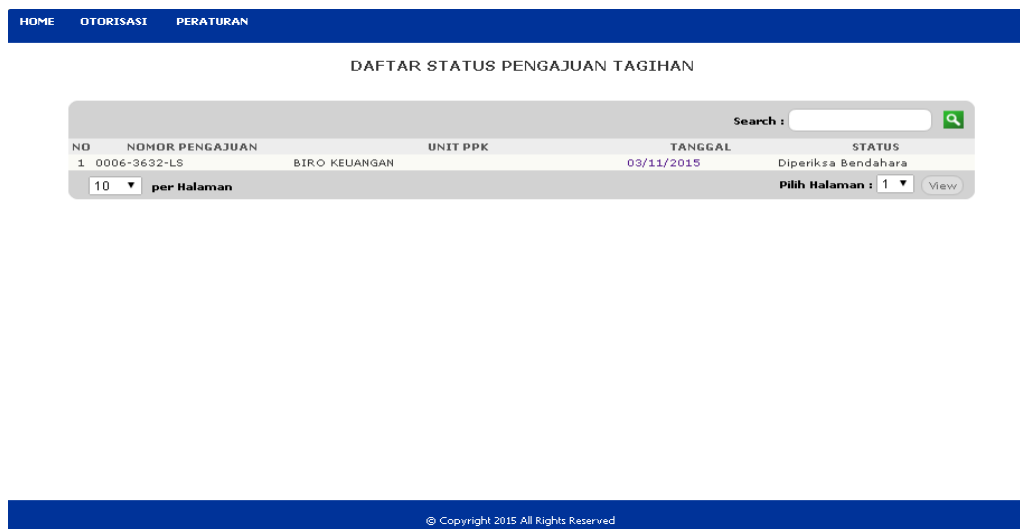 HOME OTORISASI PERATURAN
DAFTAR STATUS PENGAJUAN TAGIHAN
Search :
NO NOMOR PENGAJUAN UNIT PPK TANGGAL STATUS
1 0006-3632-LS BIRO KEUANGAN 03/11/2015 Diperiksa Bendahara
10 per Halaman Pilih Halaman : 1 View
© Copyright 2015 All Rights Reserved